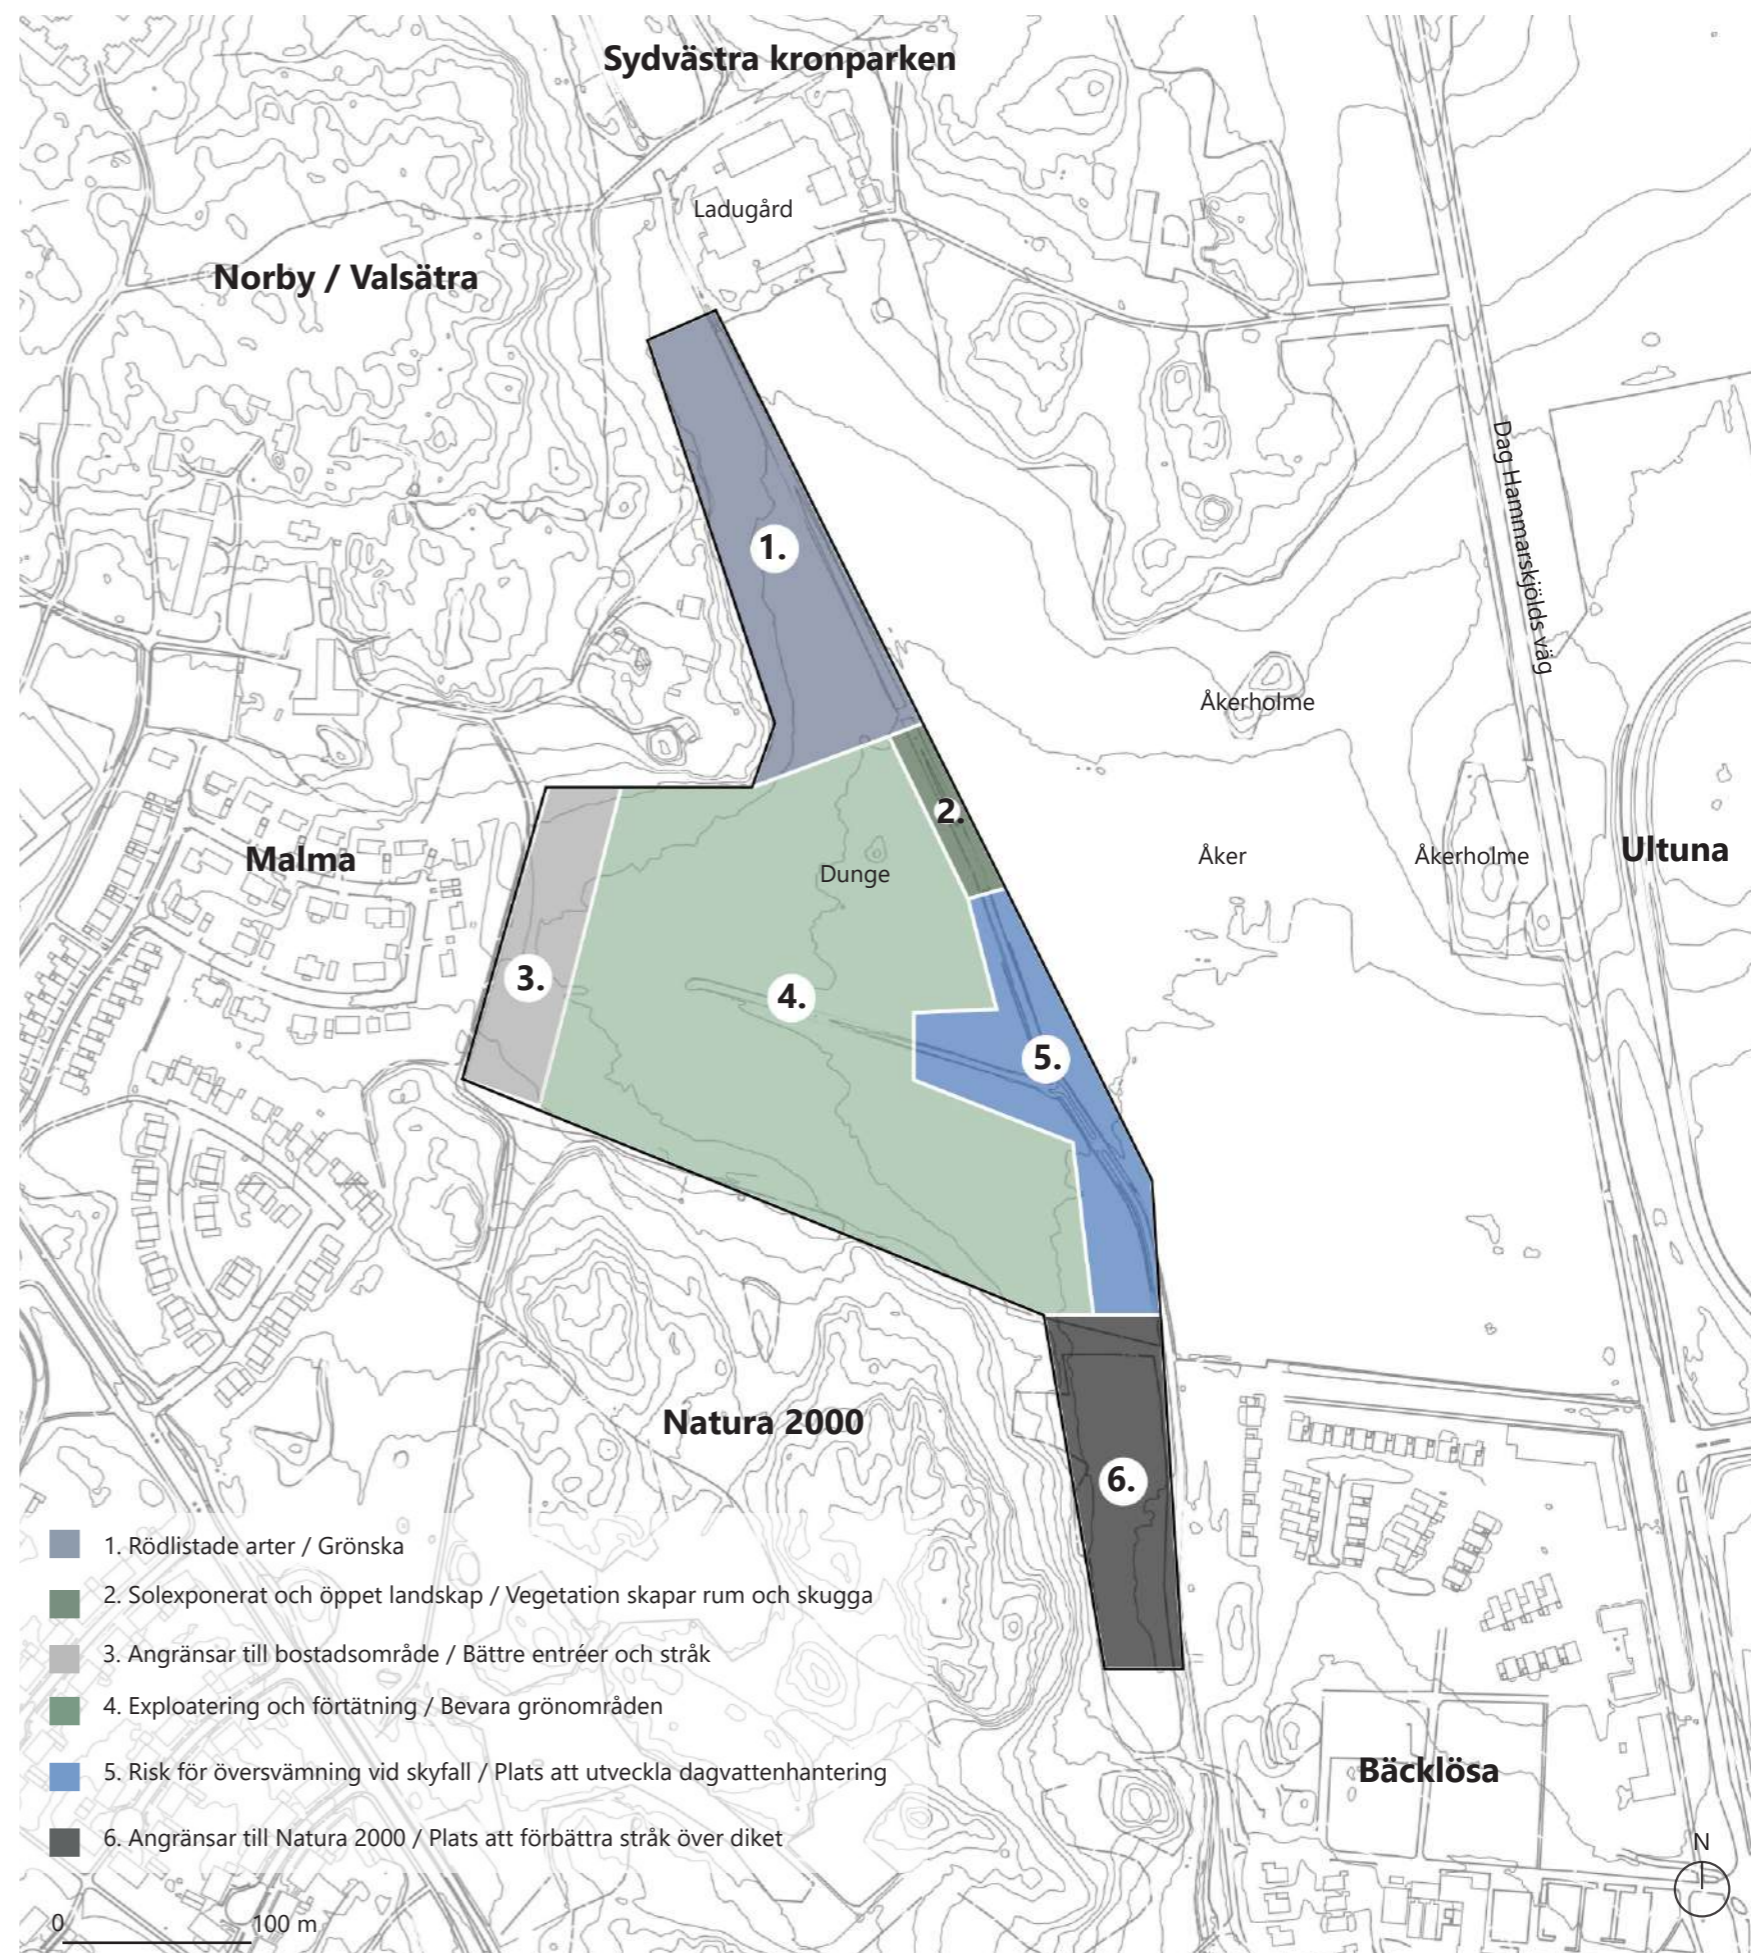 Sydvästra kronparken
Ladugård
Norby / Valsätra
Dag Hammarskjölds väg
1.
Åkerholme
2.
Malma
Dunge
Åker
Åkerholme
Ultuna
3.
4.
5.
Natura 2000
6.
1. Rödlistade arter / Grönska
2. Solexponerat och öppet landskap / Vegetation skapar rum och skugga
3. Angränsar till bostadsområde / Bättre entréer och stråk
4. Exploatering och förtätning / Bevara grönområden
5. Risk för översvämning vid skyfall / Plats att utveckla dagvattenhantering
6. Angränsar till Natura 2000 / Plats att förbättra stråk över diket
Bäcklösa
N
0
100 m